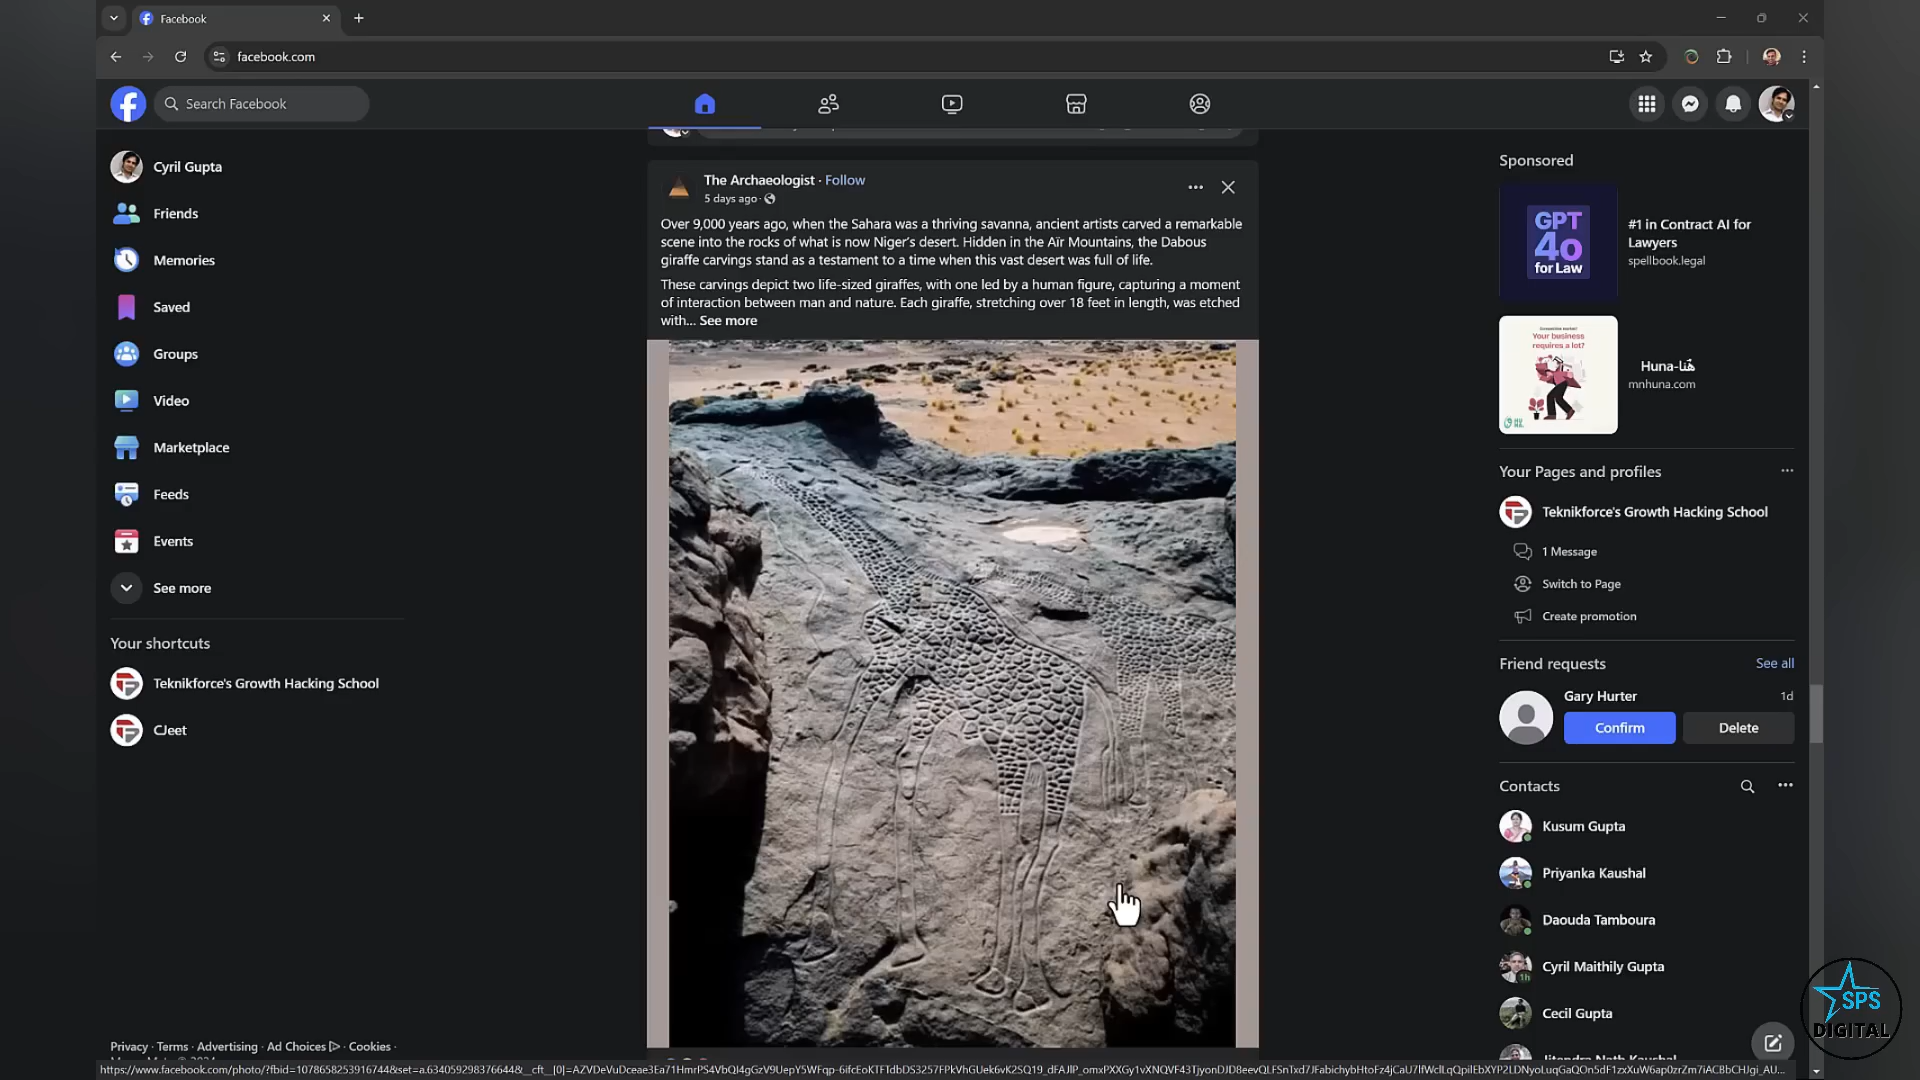 Facebook
facebook.com
Search Facebook
Cyril Gupta
Friends
Memories
Saved
Groups
Video
Marketplace
Feeds
Events
See more
Your shortcuts
Teknikforce's Growth Hacking School
CJeet
Privacy · Terms · Advertising · Ad Choices · Cookies ·
The Archaeologist · Follow
5 days ago ·
Over 9,000 years ago, when the Sahara was a thriving savanna, ancient artists carved a remarkable
scene into the rocks of what is now Niger's desert. Hidden in the Aïr Mountains, the Dabous
giraffe carvings stand as a testament to a time when this vast desert was full of life.
These carvings depict two life-sized giraffes, with one led by a human figure, capturing a moment
of interaction between man and nature. Each giraffe, stretching over 18 feet in length, was etched
with... See more
Sponsored
GPT
4o
for Law
#1 in Contract AI for
Lawyers
spellbook.legal
Your business
requires a lot?
Huna-هُنا
mnhuna.com
Your Pages and profiles
Teknikforce's Growth Hacking School
1 Message
Switch to Page
Create promotion
Friend requests
See all
Gary Hurter
1d
Confirm
Delete
Contacts
Kusum Gupta
Priyanka Kaushal
Daouda Tamboura
1h
Cyril Maithily Gupta
Cecil Gupta
SPS
DIGITAL